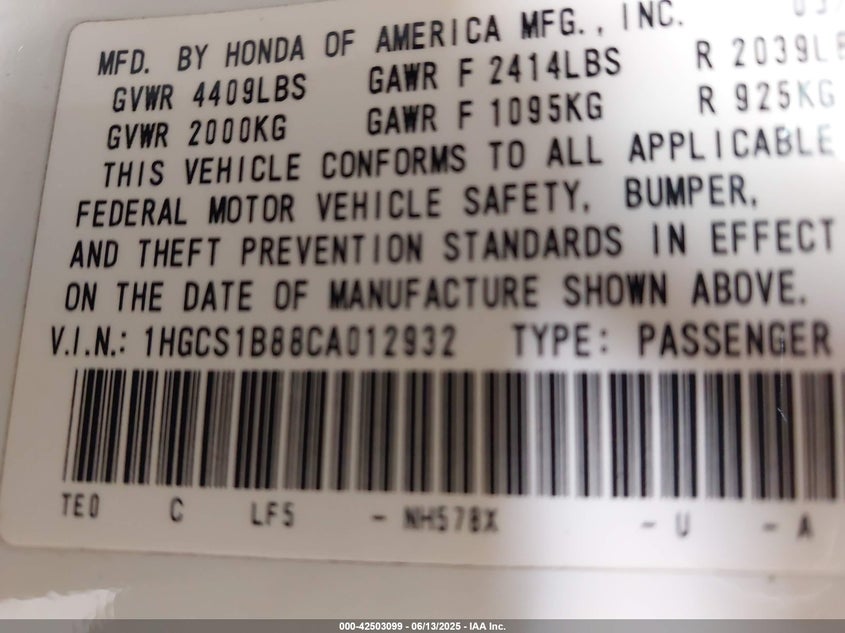 MFD. BY HONDA OF AMERICA MFG., INC.
GVWR 4409LBS GAWR F 2414LBS R 2039LB
GVWR 2000KG GAWR F 1095KG R 925KG
THIS VEHICLE CONFORMS TO ALL APPLICABLE
FEDERAL MOTOR VEHICLE SAFETY, BUMPER,
AND THEFT PREVENTION STANDARDS IN EFFECT
ON THE DATE OF MANUFACTURE SHOWN ABOVE.
V.I.N.: 1HGCS1B88CA012932 TYPE: PASSENGER
TE0 C LF5 - NH578X - U - A
000-42503099 - 06/13/2025 - IAA Inc.